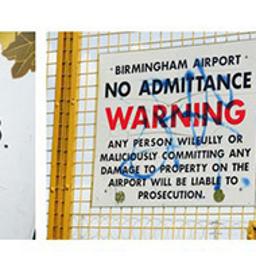 · BIRMINGHAM AIRPORT ·
NO ADMITTANCE
WARNING
ANY PERSON WILFULLY OR
MALICIOUSLY COMMITTING ANY
DAMAGE TO PROPERTY ON THE
AIRPORT WILL BE LIABLE TO
PROSECUTION.